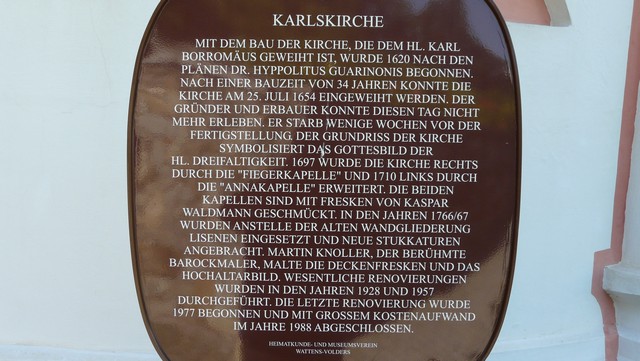 KARLSKIRCHE
MIT DEM BAU DER KIRCHE, DIE DEM HL. KARL
BORROMÄUS GEWEIHT IST, WURDE 1620 NACH DEN
PLÄNEN DR. HYPPOLITUS GUARINONIS BEGONNEN.
NACH EINER BAUZEIT VON 34 JAHREN KONNTE DIE
KIRCHE AM 25. JULI 1654 EINGEWEIHT WERDEN. DER
GRÜNDER UND ERBAUER KONNTE DIESEN TAG NICHT
MEHR ERLEBEN. ER STARB WENIGE WOCHEN VOR DER
FERTIGSTELLUNG. DER GRUNDRISS DER KIRCHE
SYMBOLISIERT DAS GOTTESBILD DER
HL. DREIFALTIGKEIT. 1697 WURDE DIE KIRCHE RECHTS
DURCH DIE "FIEGERKAPELLE" UND 1710 LINKS DURCH
DIE "ANNAKAPELLE" ERWEITERT. DIE BEIDEN
KAPELLEN SIND MIT FRESKEN VON KASPAR
WALDMANN GESCHMÜCKT. IN DEN JAHREN 1766/67
WURDEN ANSTELLE DER ALTEN WANDGLIEDERUNG
LISENEN EINGESETZT UND NEUE STUKKATUREN
ANGEBRACHT. MARTIN KNOLLER, DER BERÜHMTE
BAROCKMALER, MALTE DIE DECKENFRESKEN UND DAS
HOCHALTARBILD. WESENTLICHE RENOVIERUNGEN
WURDEN IN DEN JAHREN 1928 UND 1957
DURCHGEFÜHRT. DIE LETZTE RENOVIERUNG WURDE
1977 BEGONNEN UND MIT GROSSEM KOSTENAUFWAND
IM JAHRE 1988 ABGESCHLOSSEN.
HEIMATKUNDE- UND MUSEUMSVEREIN
WATTENS-VOLDERS